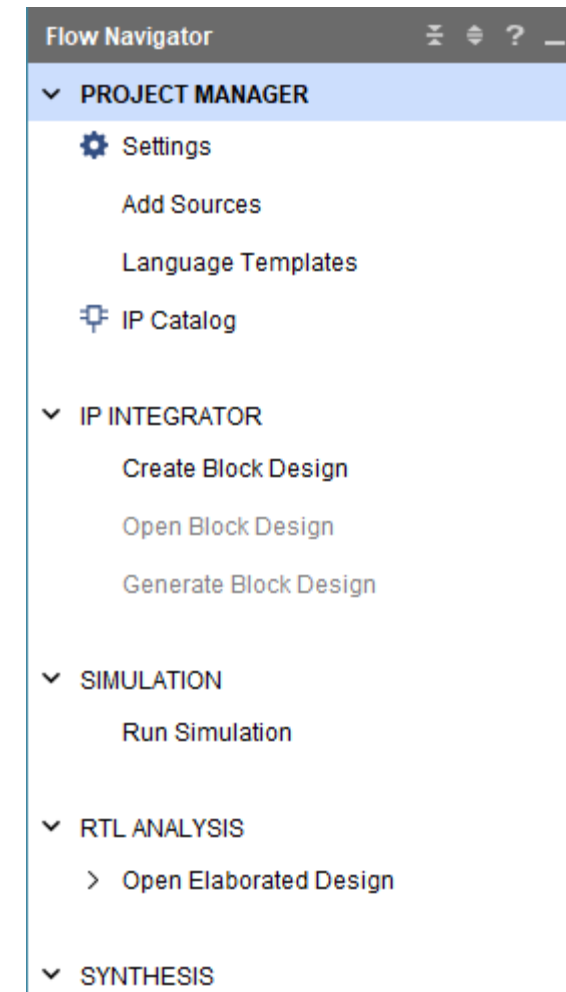 Flow Navigator ?
PROJECT MANAGER
Settings
Add Sources
Language Templates
IP Catalog
IP INTEGRATOR
Create Block Design
Open Block Design
Generate Block Design
SIMULATION
Run Simulation
RTL ANALYSIS
Open Elaborated Design
SYNTHESIS